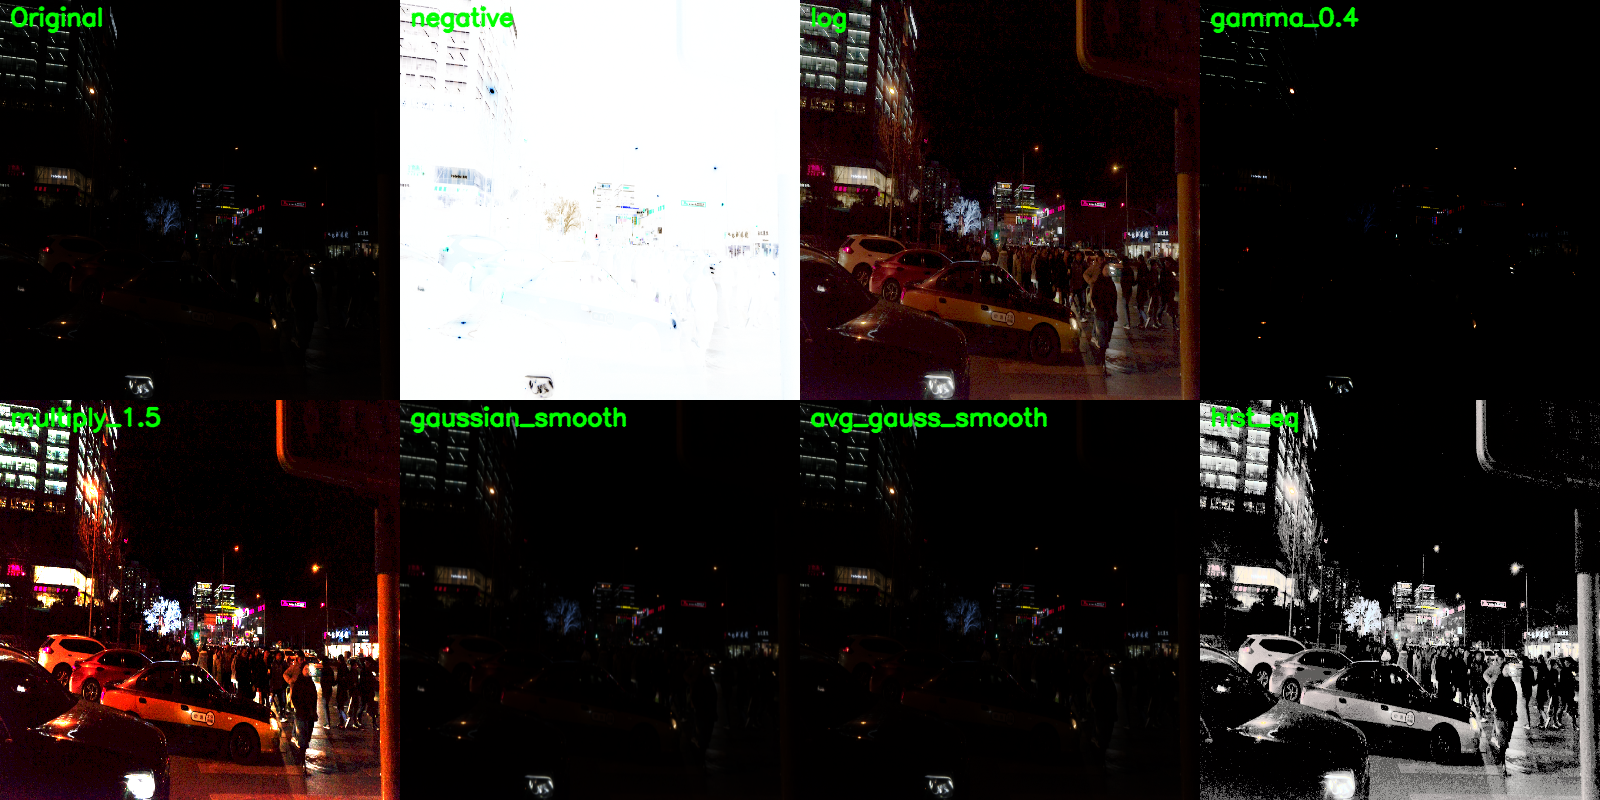 Original
negative
log
gamma_0.4
multiply_1.5
gaussian_smooth
avg_gauss_smooth
hist_eq